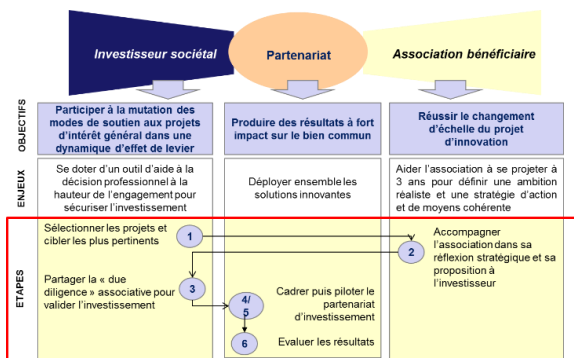 Investisseur sociétal
Partenariat
Association bénéficiaire
OBJECTIFS
Participer à la mutation des
modes de soutien aux projets
d'intérêt général dans une
dynamique d'effet de levier
Produire des résultats à fort
impact sur le bien commun
Réussir le changement
d'échelle du projet
d'innovation
ENJEUX
Se doter d'un outil d'aide à la
décision professionnel à la
hauteur de l'engagement pour
sécuriser l'investissement
Déployer ensemble les
solutions innovantes
Aider l'association à se projeter à
3 ans pour définir une ambition
réaliste et une stratégie d'action
et de moyens cohérente
ETAPES
Sélectionner les projets et
cibler les plus pertinents
1
2
Accompagner
l'association dans sa
réflexion stratégique et sa
proposition à
l'investisseur
Partager la « due
diligence » associative pour
valider l'investissement
3
4/
5
Cadrer puis piloter le
partenariat
d'investissement
6
Evaluer les résultats